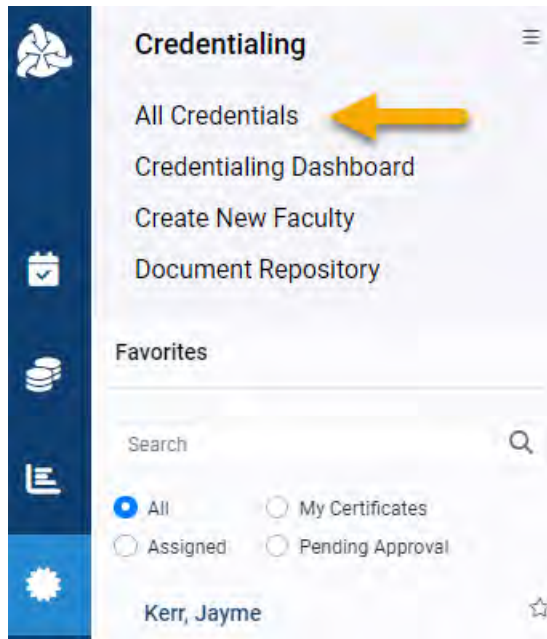 Credentialing
All Credentials
Credentialing Dashboard
Create New Faculty
Document Repository
Favorites
Search
All My Certificates
Assigned Pending Approval
Kerr, Jayme